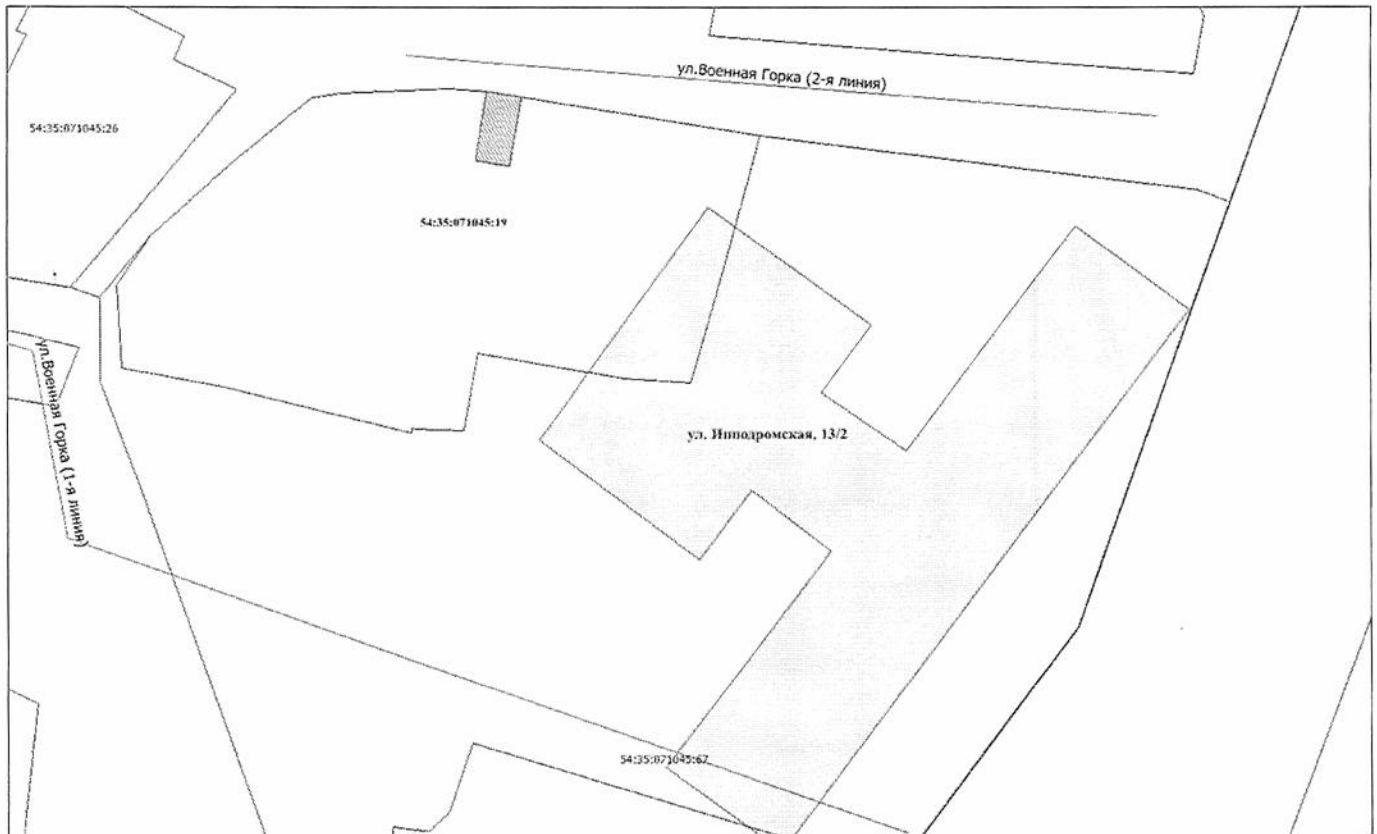 ул.Военная Горка (2-я линия)
54:35:071045:26
54:35:071045:19
ул.Военная Горка (1-я линия)
ул. Ипподромская, 13/2
54:35:071045:67